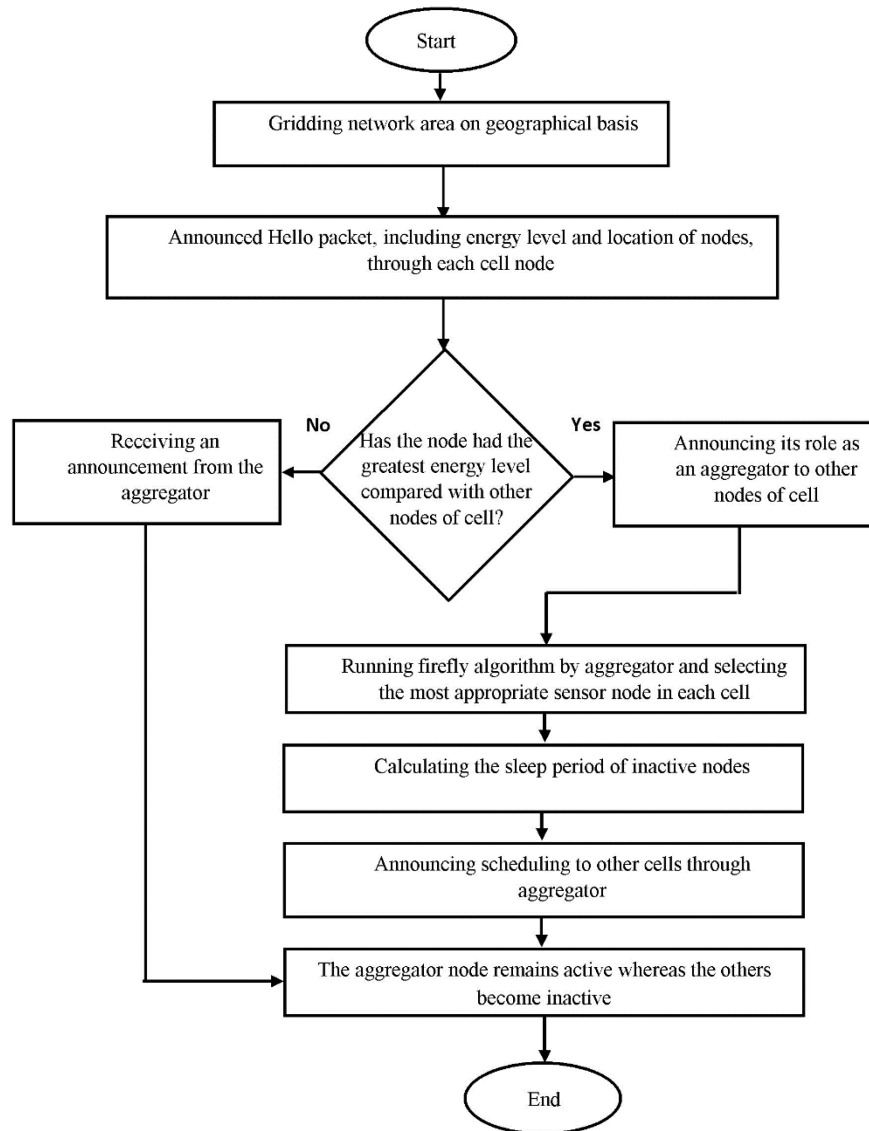 Start
Gridding network area on geographical basis
Announced Hello packet, including energy level and location of nodes,
through each cell node
No
Yes
Receiving an
announcement from the
aggregator
Has the node had the
greatest energy level
compared with other
nodes of cell?
Announcing its role as
an aggregator to other
nodes of cell
Running firefly algorithm by aggregator and selecting
the most appropriate sensor node in each cell
Calculating the sleep period of inactive nodes
Announcing scheduling to other cells through
aggregator
The aggregator node remains active whereas the others
become inactive
End